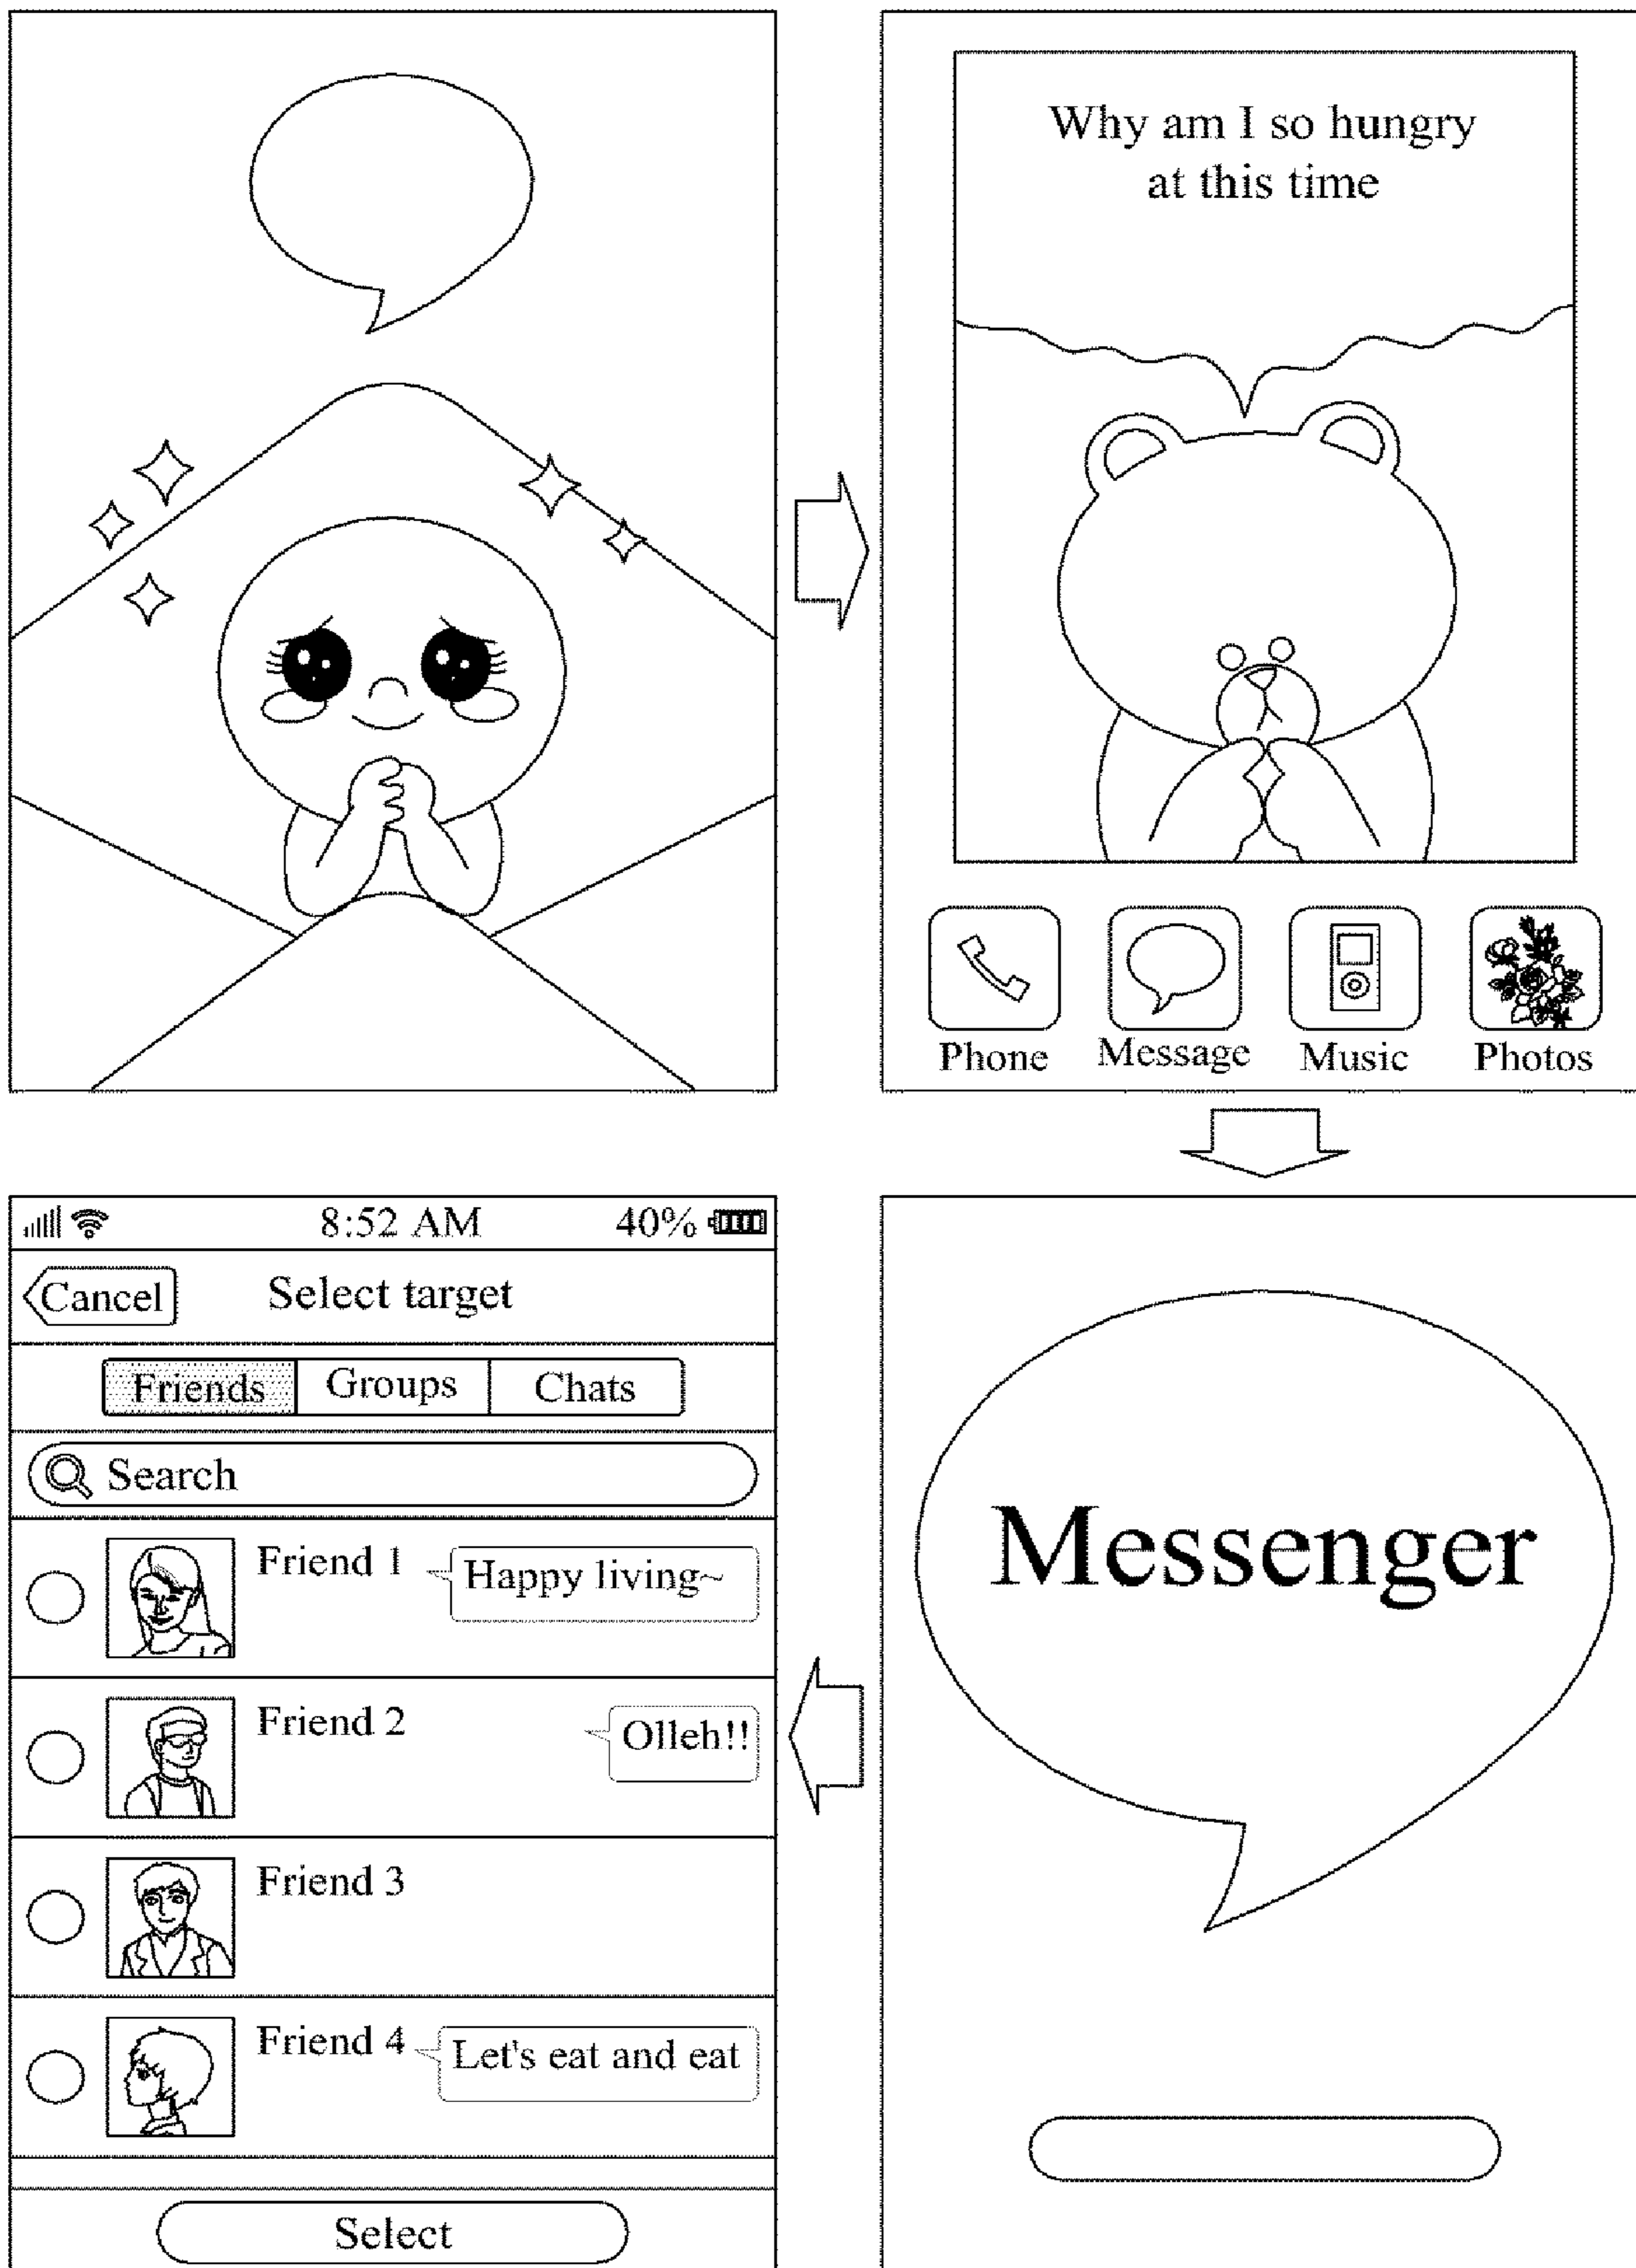 Why am I so hungry
at this time
Phone Message Music Photos
8:52 AM 40%
Cancel Select target
Friends Groups Chats
Search
Friend 1 Happy living~
Friend 2 Olleh!!
Friend 3
Friend 4 Let's eat and eat
Select
Messenger